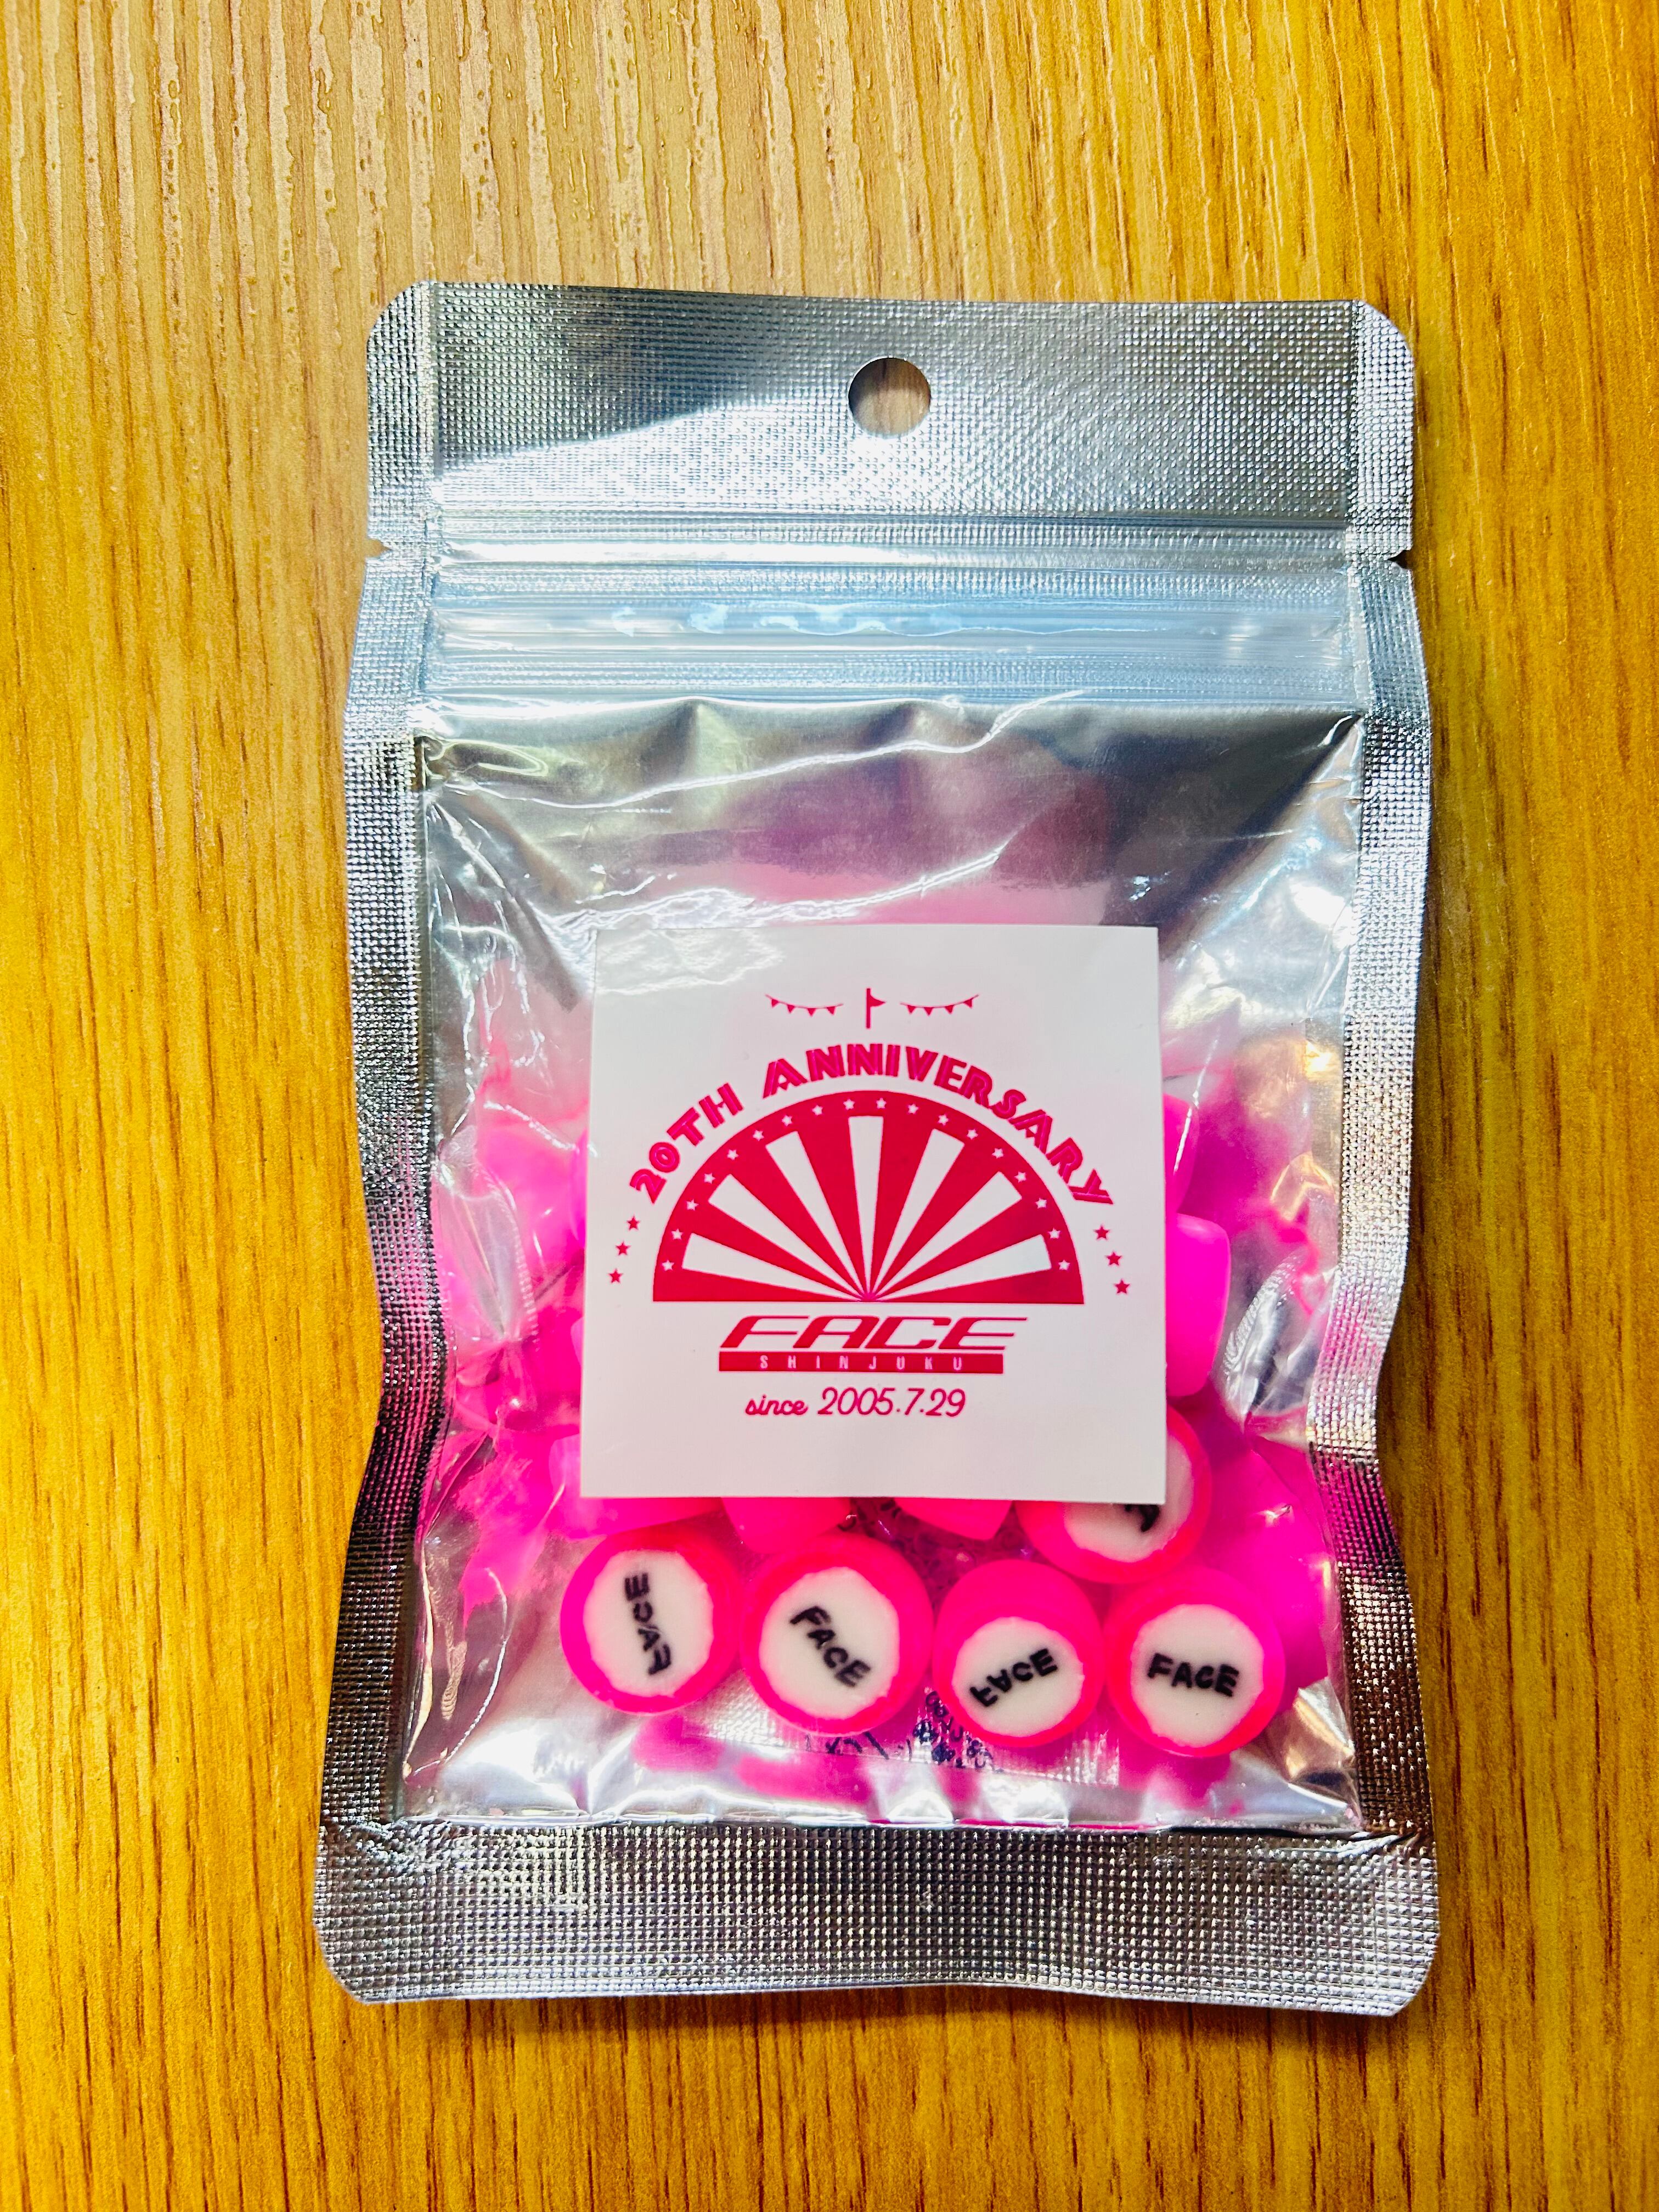 20TH ANNIVERSARY
FACE
SHINJUKU
since 2005.7.29
FACE
FACE
FACE
FACE